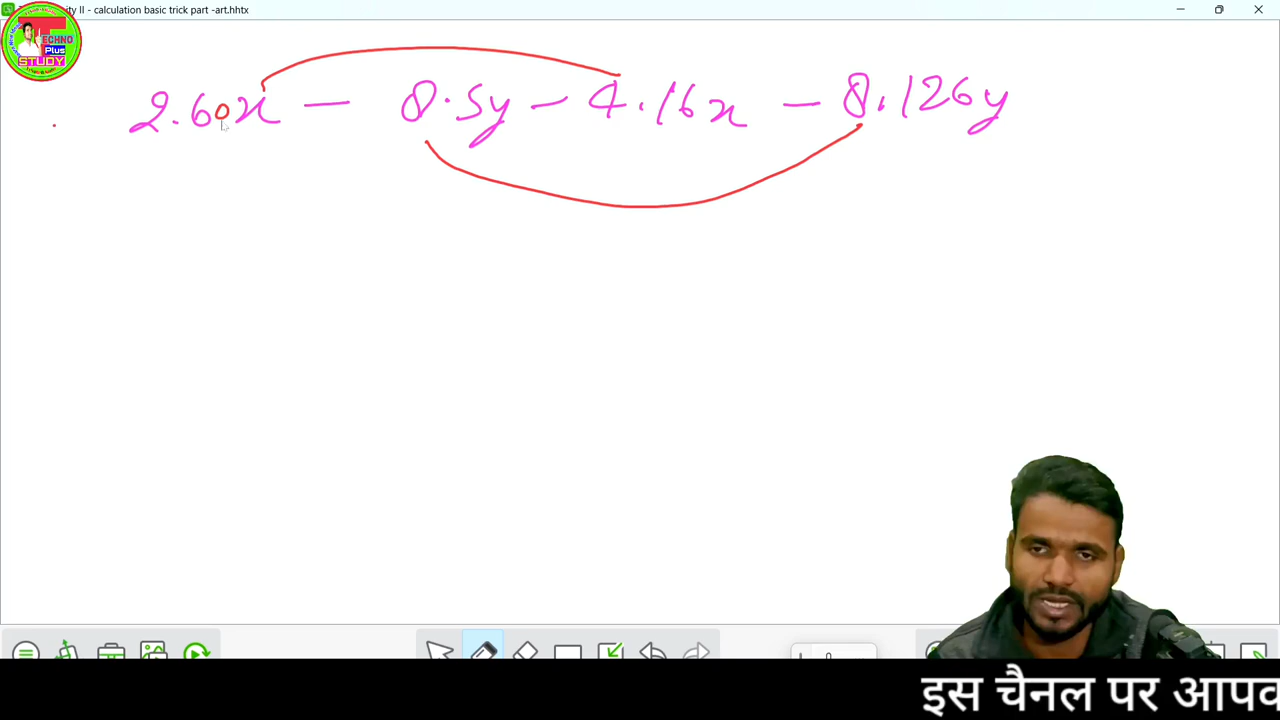 ity II - calculation basic trick part -art.hhtx
TECHNO
Plus
STUDY
2.60x - 8.5y - 4.16x - 8.126y
इस चैनल पर आपक